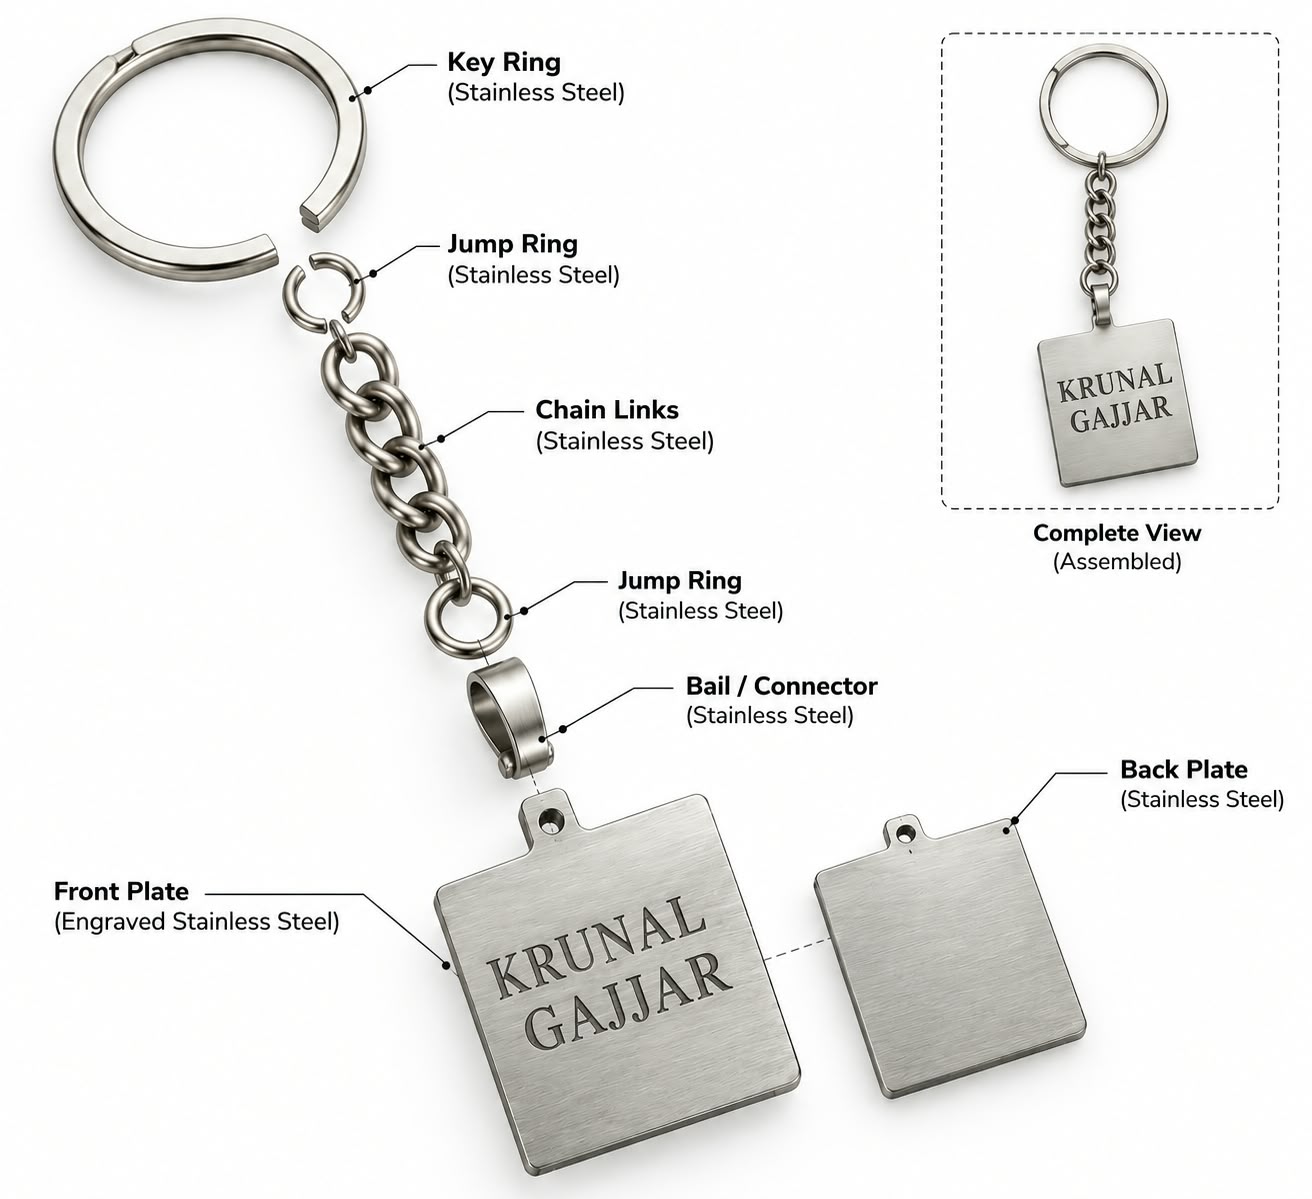 Key Ring
(Stainless Steel)
Jump Ring
(Stainless Steel)
Chain Links
(Stainless Steel)
Jump Ring
(Stainless Steel)
Bail / Connector
(Stainless Steel)
Back Plate
(Stainless Steel)
Front Plate
(Engraved Stainless Steel)
KRUNAL
GAJJAR
KRUNAL
GAJJAR
Complete View
(Assembled)